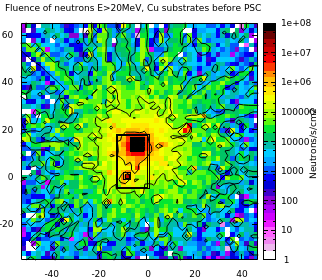 Fluence of neutrons E>20MeV, Cu substrates before PSC
60
40
20
0
-20
-40 -20 0 20 40
1e+08
1e+07
1e+06
100000
10000
1000
100
10
1
Neutrons/s/cm2